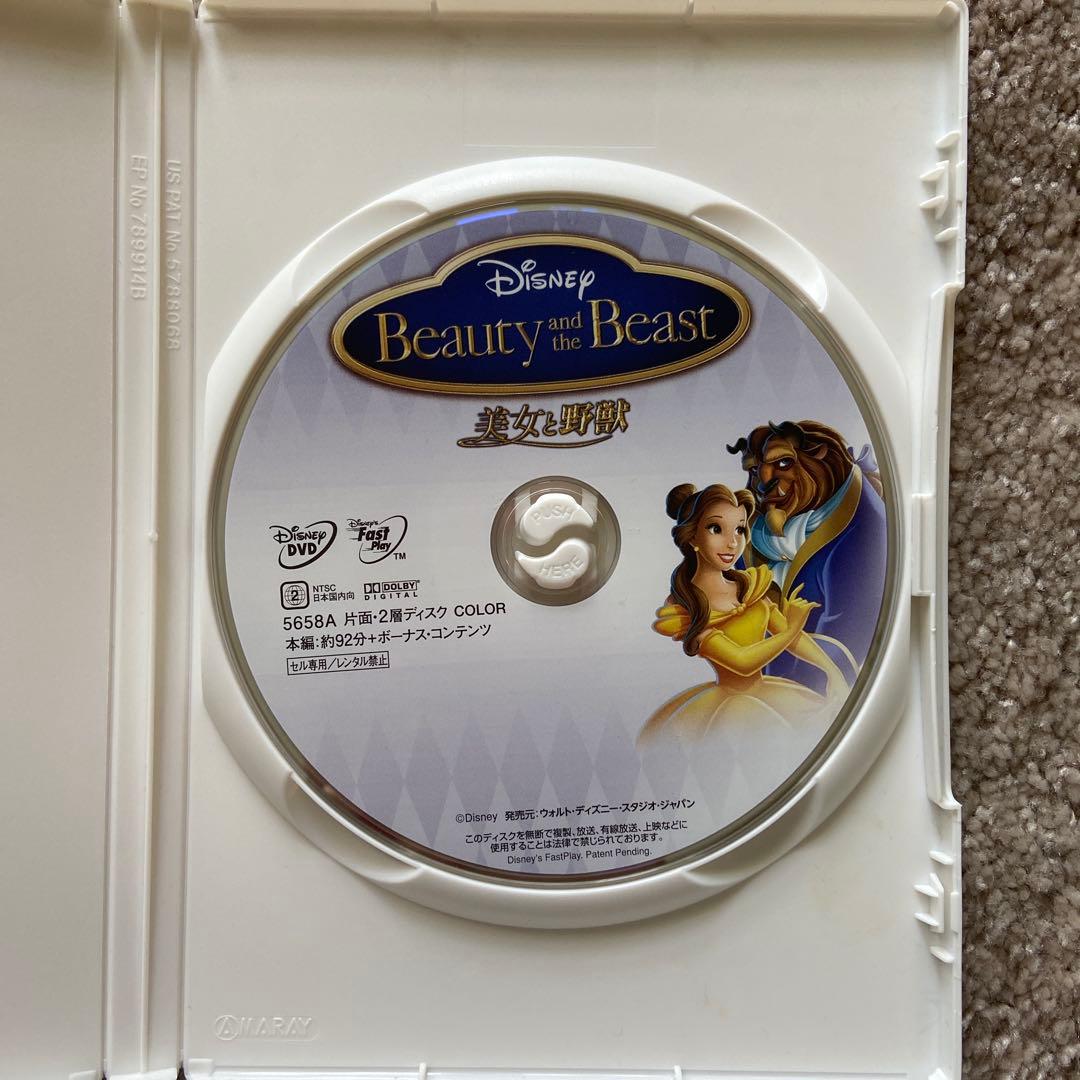 US PAT No 5788068
EP No 789914B
Disney
Beauty and the Beast
美女と野獣
Disney DVD
Disney's Fast Play TM
PUSH
HERE
2 NTSC 日本国内向
DOLBY DIGITAL
5658A 片面・2層ディスク COLOR
本編:約92分+ボーナス・コンテンツ
セル専用/レンタル禁止
©Disney 発売元:ウォルト・ディズニー・スタジオ・ジャパン
このディスクを無断で複製、放送、有線放送、上映などに
使用することは法律で禁じられております。
Disney's FastPlay. Patent Pending.
AMARAY